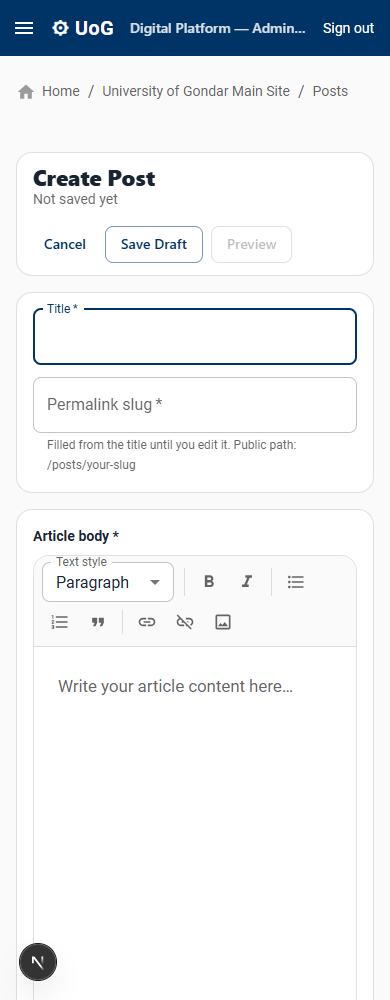 UoG
Digital Platform — Admin...
Sign out
Home / University of Gondar Main Site / Posts
Create Post
Not saved yet
Cancel
Save Draft
Preview
Title *
Permalink slug *
Filled from the title until you edit it. Public path:
/posts/your-slug
Article body *
Text style
Paragraph
B I
Write your article content here...
N